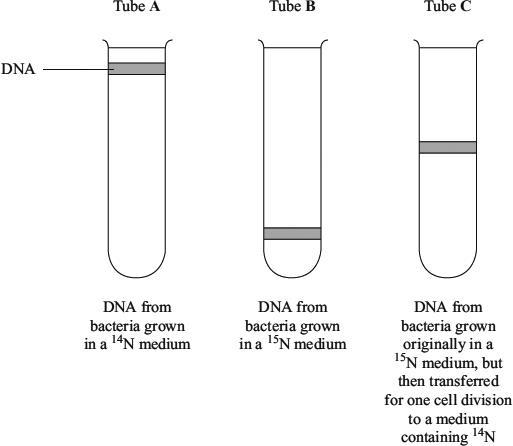 Tube A
Tube B
Tube C
DNA
DNA from
bacteria grown
in a ¹⁴N medium
DNA from
bacteria grown
in a ¹⁵N medium
DNA from
bacteria grown
originally in a
¹⁵N medium, but
then transferred
for one cell division
to a medium
containing ¹⁴N